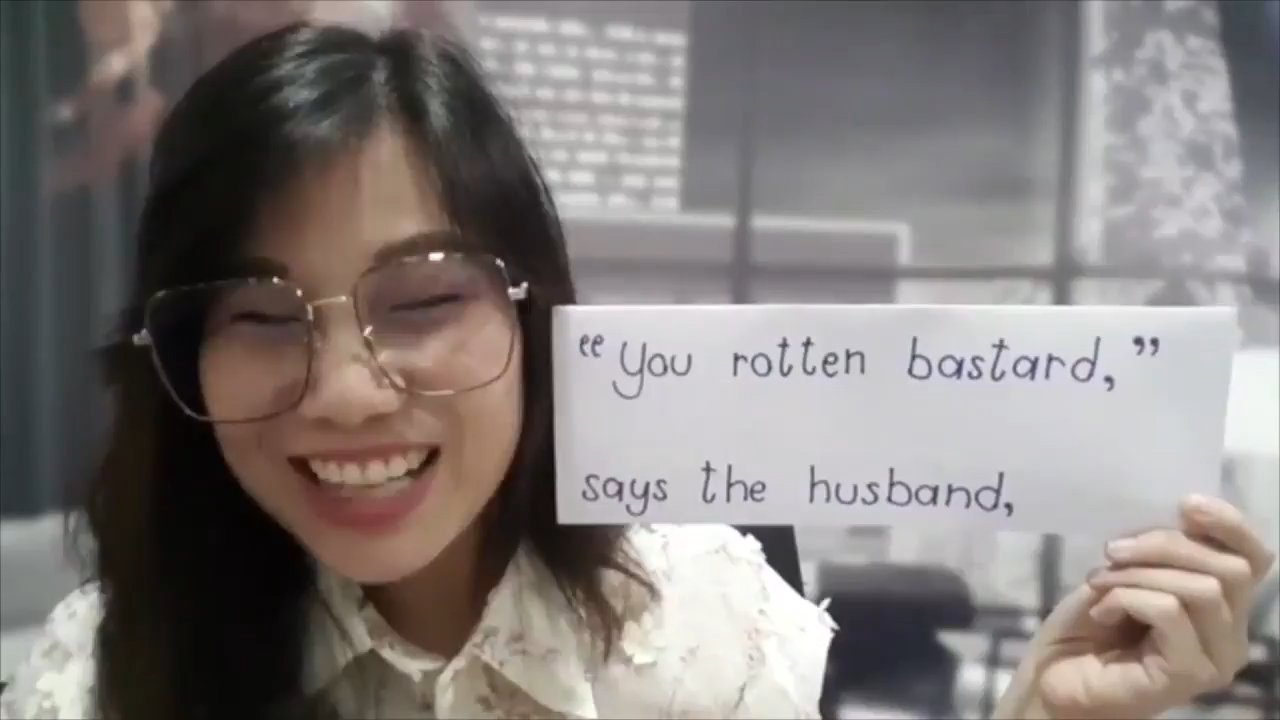 “You rotten bastard,”
says the husband,